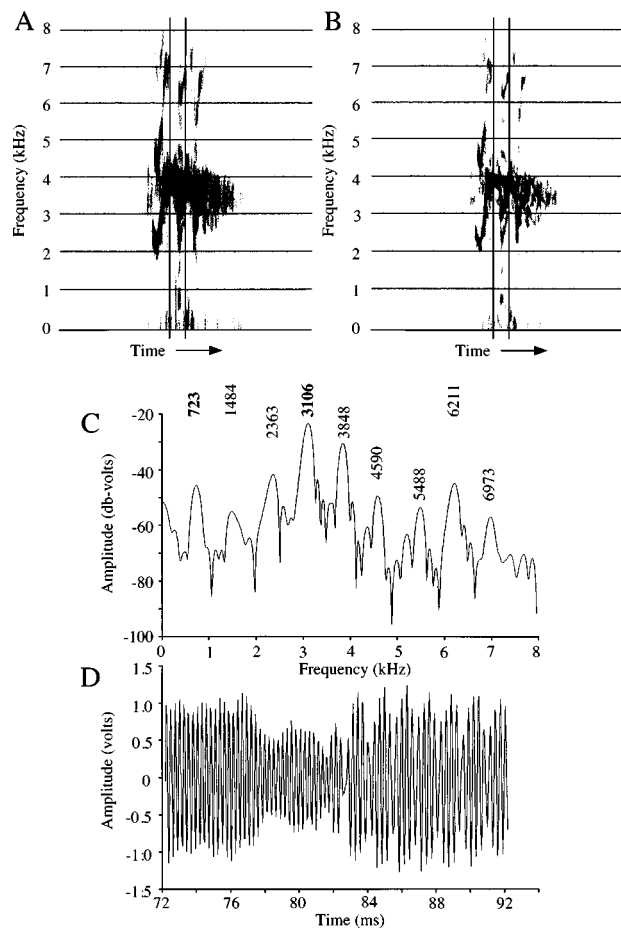 A
B
8
7
6
5
4
3
2
1
0
Frequency (kHz)
Time
8
7
6
5
4
3
2
1
0
Frequency (kHz)
Time
C
723
1484
2363
3106
3848
4590
5488
6211
6973
-20
-40
-60
-80
-100
Amplitude (db-volts)
0 1 2 3 4 5 6 7 8
Frequency (kHz)
D
1.5
1.0
0.5
0
-0.5
-1.0
-1.5
Amplitude (volts)
72 76 80 84 88 92
Time (ms)